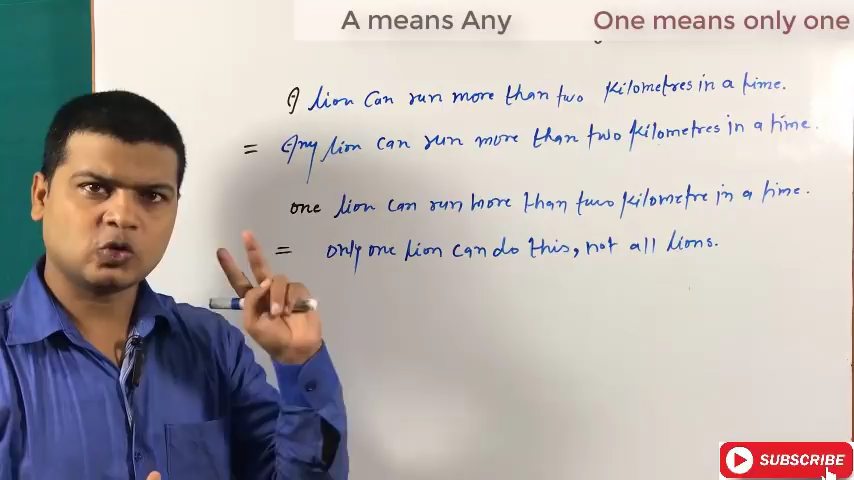 A means Any One means only one
A lion can run more than two kilometres in a time.
= Any lion can run more than two kilometres in a time.
one lion can run more than two kilometre in a time.
= only one lion can do this, not all lions.
SUBSCRIBE